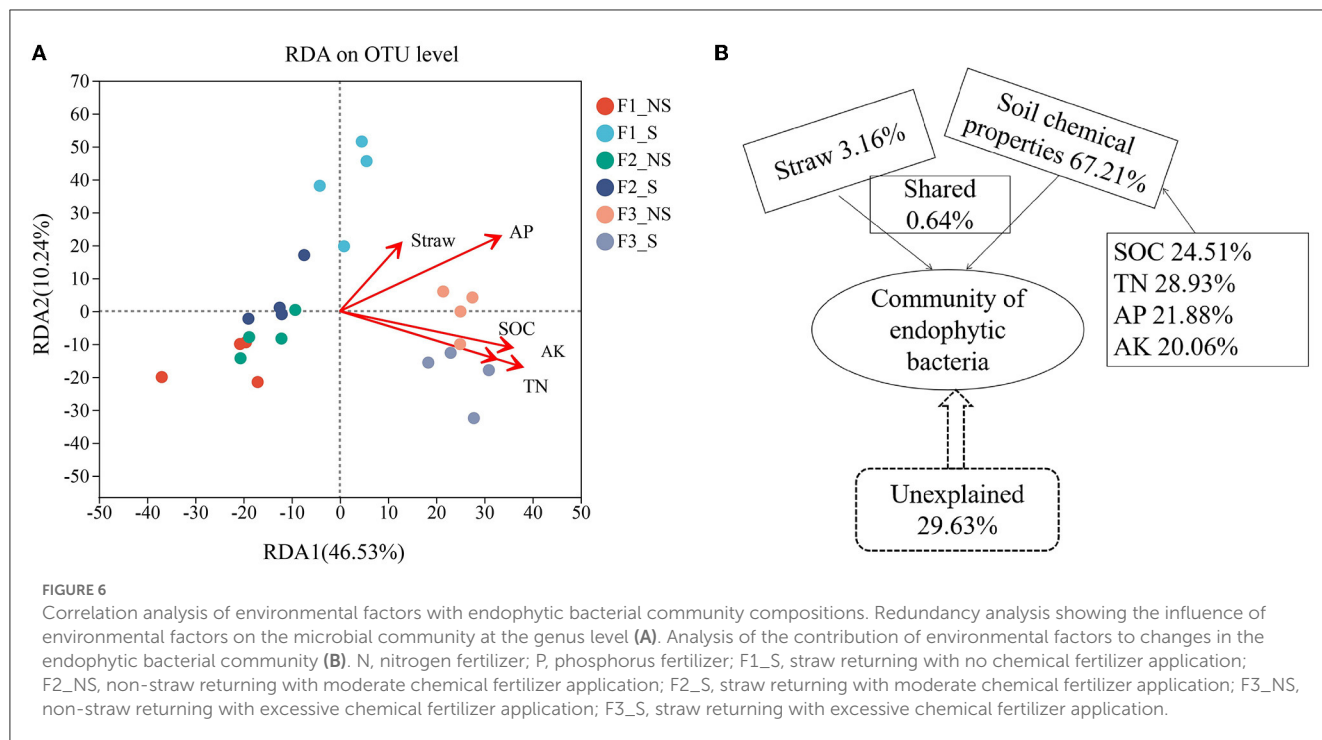 A
RDA on OTU level
70
60
50
40
30
20
10
0
-10
-20
-30
-40
-50
RDA2(10.24%)
-50
-40
-30
-20
-10
0
10
20
30
40
50
RDA1(46.53%)
Straw
AP
SOC
AK
TN
F1_NS
F1_S
F2_NS
F2_S
F3_NS
F3_S
B
Straw 3.16%
Soil chemical
properties 67.21%
Shared
0.64%
SOC 24.51%
TN 28.93%
AP 21.88%
AK 20.06%
Community of
endophytic
bacteria
Unexplained
29.63%
FIGURE 6
Correlation analysis of environmental factors with endophytic bacterial community compositions. Redundancy analysis showing the influence of
environmental factors on the microbial community at the genus level (A). Analysis of the contribution of environmental factors to changes in the
endophytic bacterial community (B). N, nitrogen fertilizer; P, phosphorus fertilizer; F1_S, straw returning with no chemical fertilizer application;
F2_NS, non-straw returning with moderate chemical fertilizer application; F2_S, straw returning with moderate chemical fertilizer application; F3_NS,
non-straw returning with excessive chemical fertilizer application; F3_S, straw returning with excessive chemical fertilizer application.